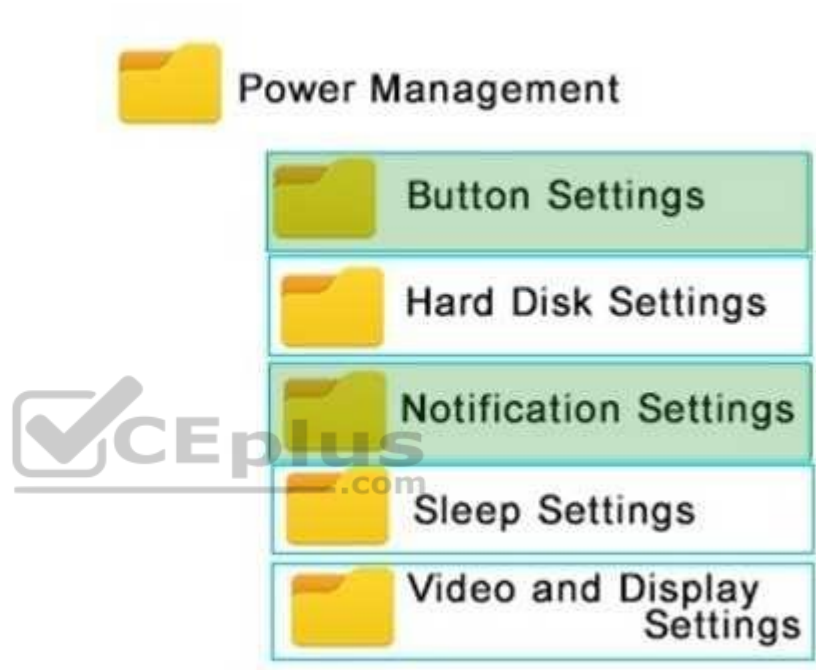 Power Management
Button Settings
Hard Disk Settings
Notification Settings
CEplus
.com
Sleep Settings
Video and Display
Settings